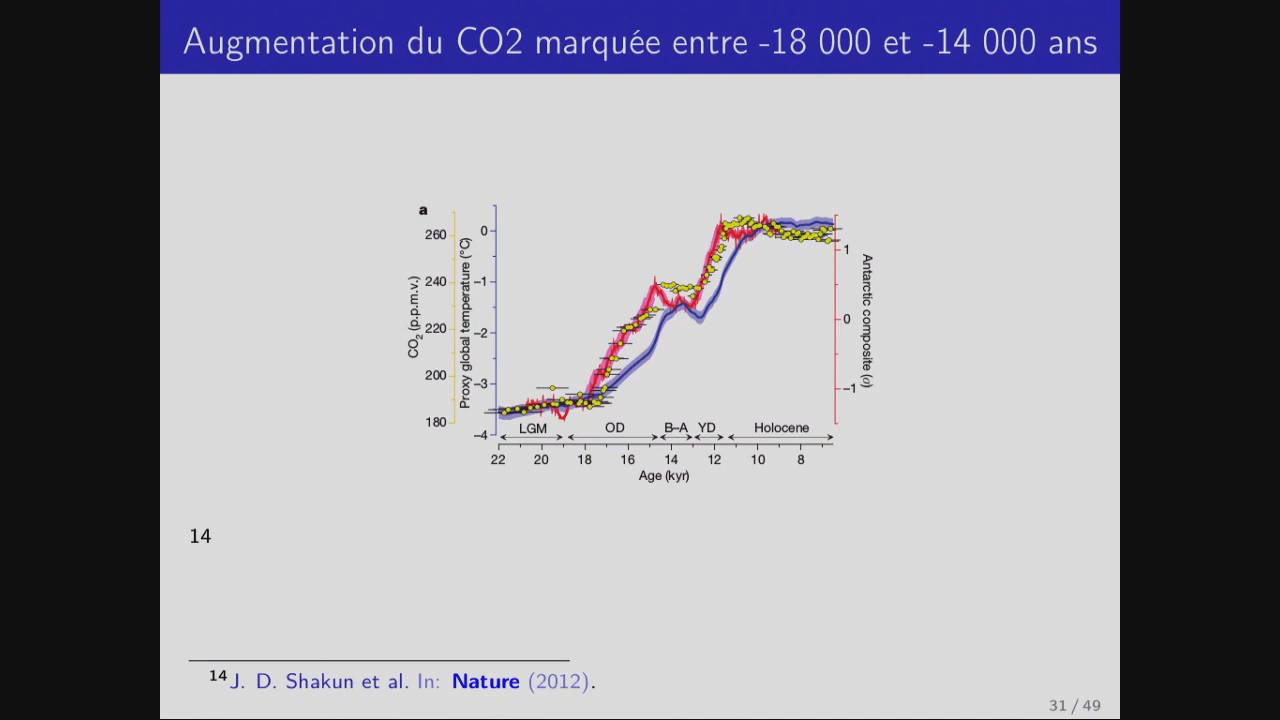 Augmentation du CO2 marquée entre -18 000 et -14 000 ans
a
CO2 (p.p.m.v.)
260
240
220
200
180
Proxy global temperature (°C)
0
−1
−2
−3
−4
1
0
−1
Antarctic composite (σ)
LGM OD B–A YD Holocene
22 20 18 16 14 12 10 8
Age (kyr)
14
14 J. D. Shakun et al. In: Nature (2012).
31 / 49